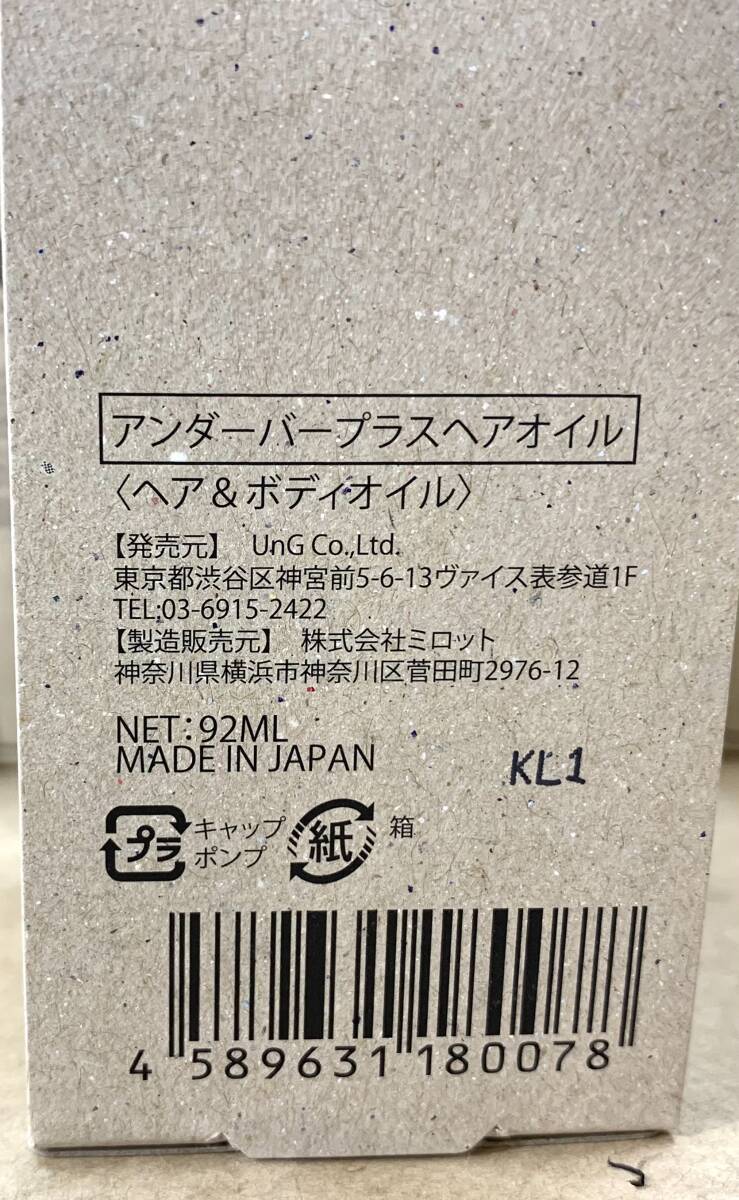 アンダーバープラスヘアオイル
〈ヘア＆ボディオイル〉
【発売元】 UnG Co.,Ltd.
東京都渋谷区神宮前5-6-13ヴァイス表参道1F
TEL:03-6915-2422
【製造販売元】 株式会社ミロット
神奈川県横浜市神奈川区菅田町2976-12
NET：92ML
MADE IN JAPAN
KL1
プラ キャップ
ポンプ
紙 箱
4 589631 180078